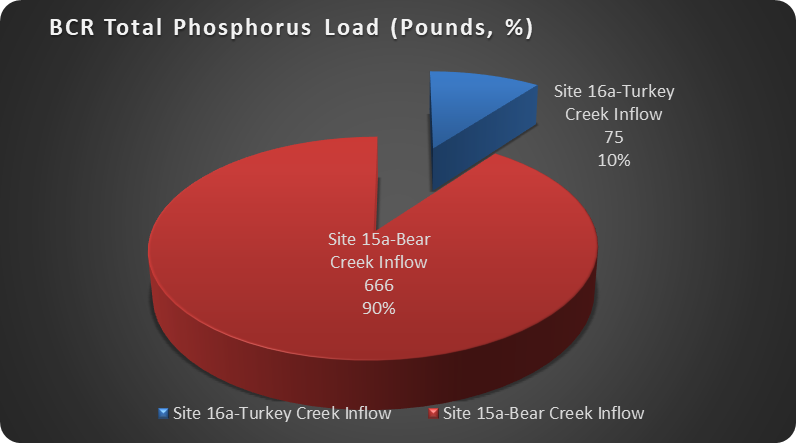 BCR Total Phosphorus Load (Pounds, %)
Site 16a-Turkey
Creek Inflow
75
10%
Site 15a-Bear
Creek Inflow
666
90%
Site 16a-Turkey Creek Inflow
Site 15a-Bear Creek Inflow